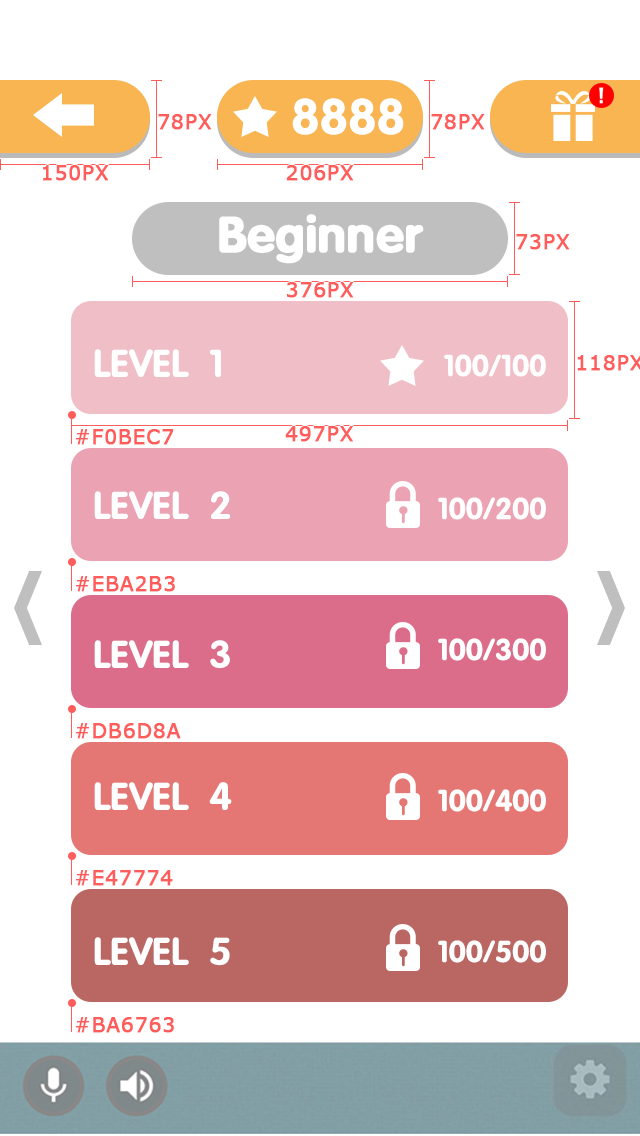 8888
!
78PX
78PX
150PX
206PX
Beginner
73PX
376PX
LEVEL 1 100/100
118PX
#F0BEC7
497PX
LEVEL 2 100/200
#EBA2B3
LEVEL 3 100/300
#DB6D8A
LEVEL 4 100/400
#E47774
LEVEL 5 100/500
#BA6763